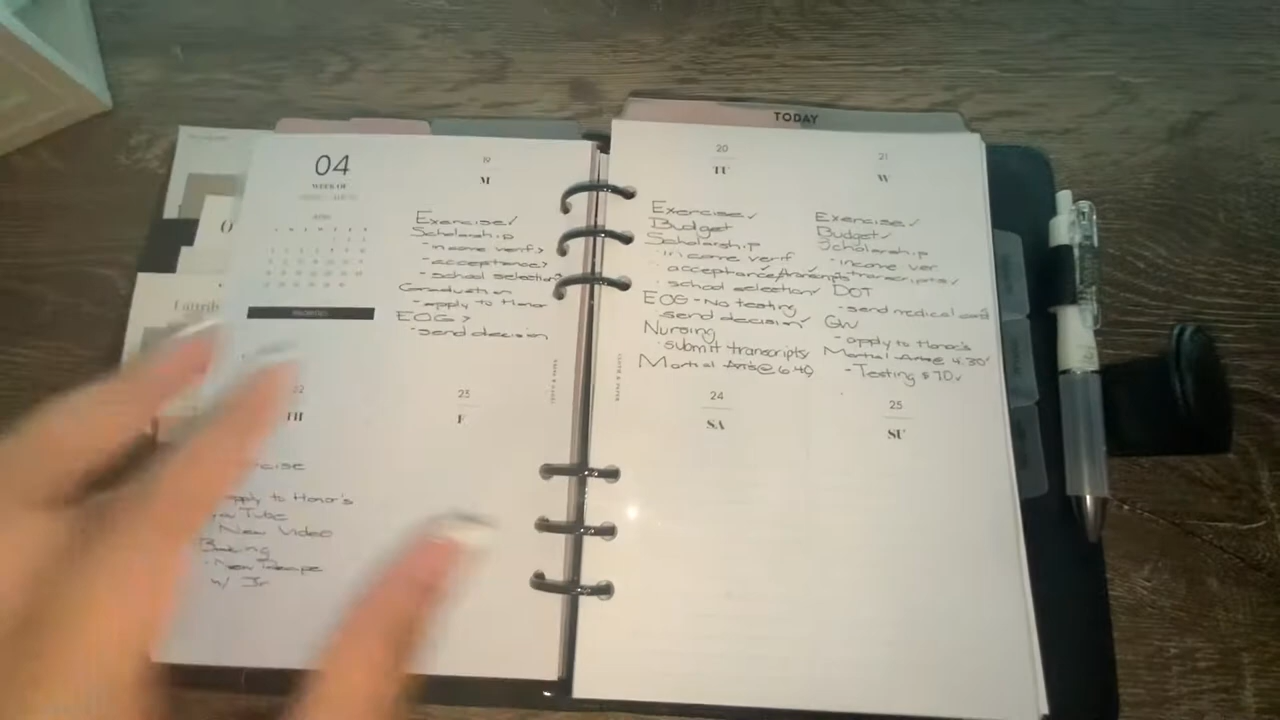 TODAY
04
WEEK OF
19
M
Exercise✓
Scholarship
- income verif>
- acceptance>
- school selection
Graduation
- apply to Honor
EOG >
- send decision
20
TU
Exercise✓
Budget
Scholarship
· income verif
· acceptance✓
· school selection✓
EOG - No testing
· send decision✓
Nursing
· submit transcripts
Martial Arts@ 6:40
21
W
Exercise✓
Budget✓
Scholarship
- income ver
- transcripts✓
DOT
- send medical card
GW
- apply to Honor's
Martial Arts@ 4:30✓
- Testing $70✓
22
TH
apply to Honor's
YouTube
New Video
Baking
· New Recipe
w/ Jr
23
F
24
SA
25
SU